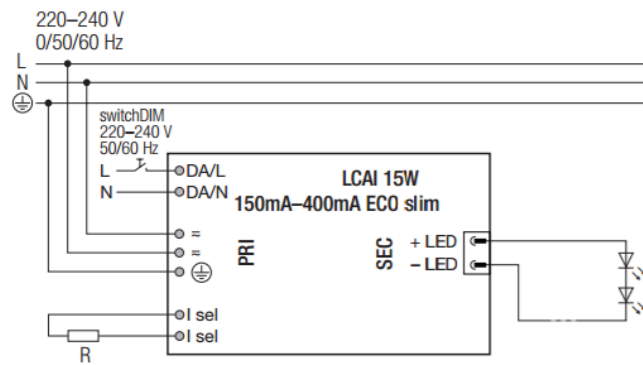 220–240 V
0/50/60 Hz
L
N
switchDIM
220–240 V
50/60 Hz
L
DA/L
N
DA/N
LCAI 15W
150mA–400mA ECO slim
=
=
PRI
SEC
+ LED
– LED
I sel
I sel
R